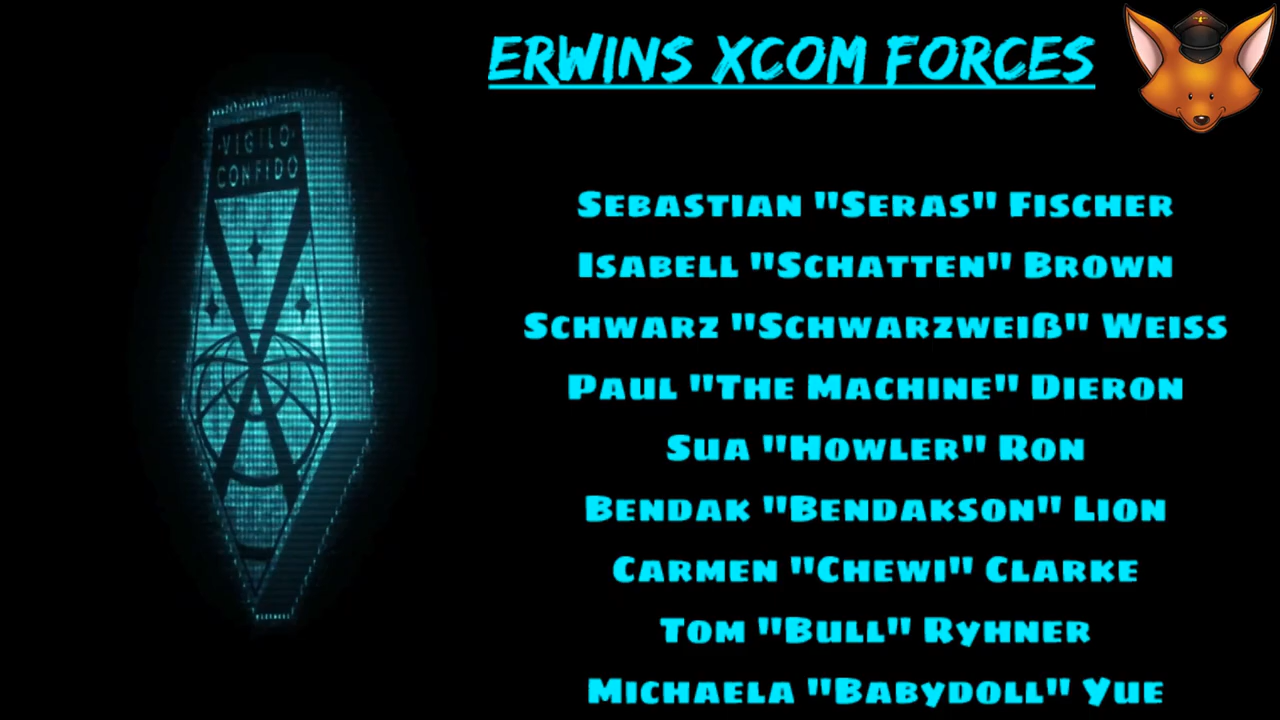 ERWINS XCOM FORCES
·VIGILO·
CONFIDO
Sebastian "Seras" Fischer
Isabell "Schatten" Brown
Schwarz "Schwarzweiß" Weiss
Paul "The Machine" Dieron
Sua "Howler" Ron
Bendak "Bendakson" Lion
Carmen "Chewi" Clarke
Tom "Bull" Ryhner
Michaela "Babydoll" Yue